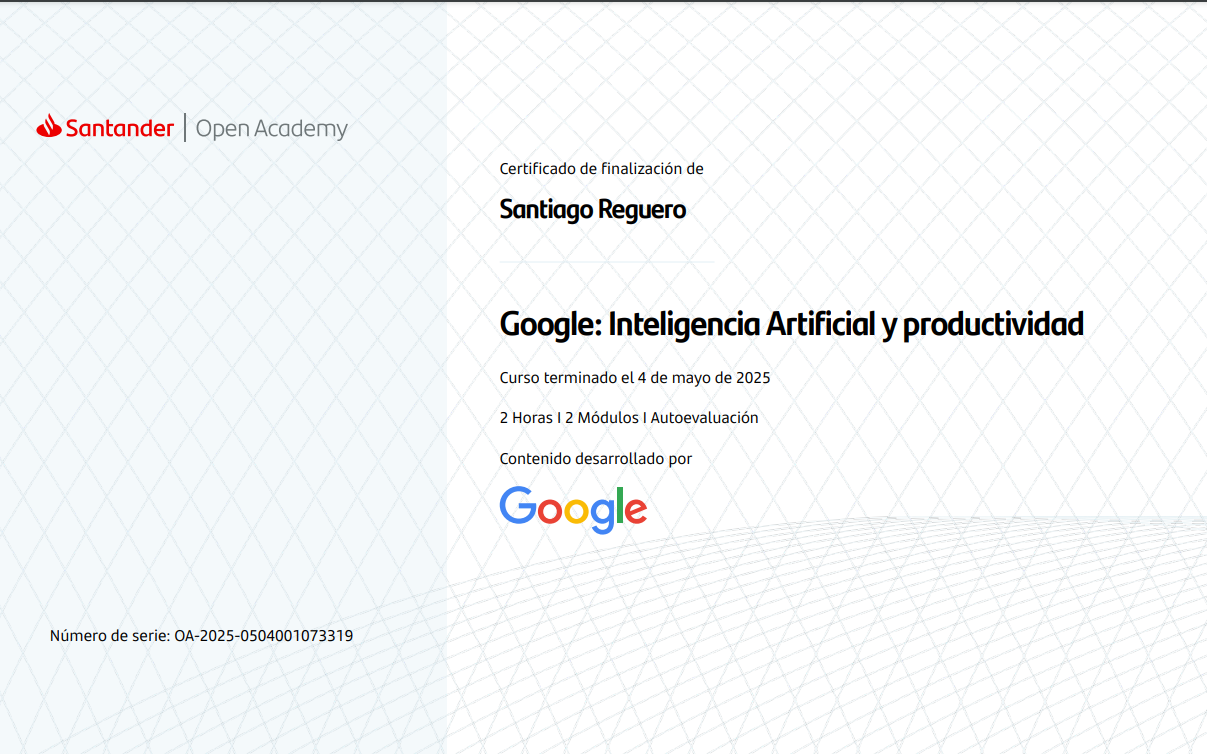 Santander | Open Academy
Certificado de finalización de
Santiago Reguero
Google: Inteligencia Artificial y productividad
Curso terminado el 4 de mayo de 2025
2 Horas I 2 Módulos I Autoevaluación
Contenido desarrollado por
Google
Número de serie: OA-2025-0504001073319